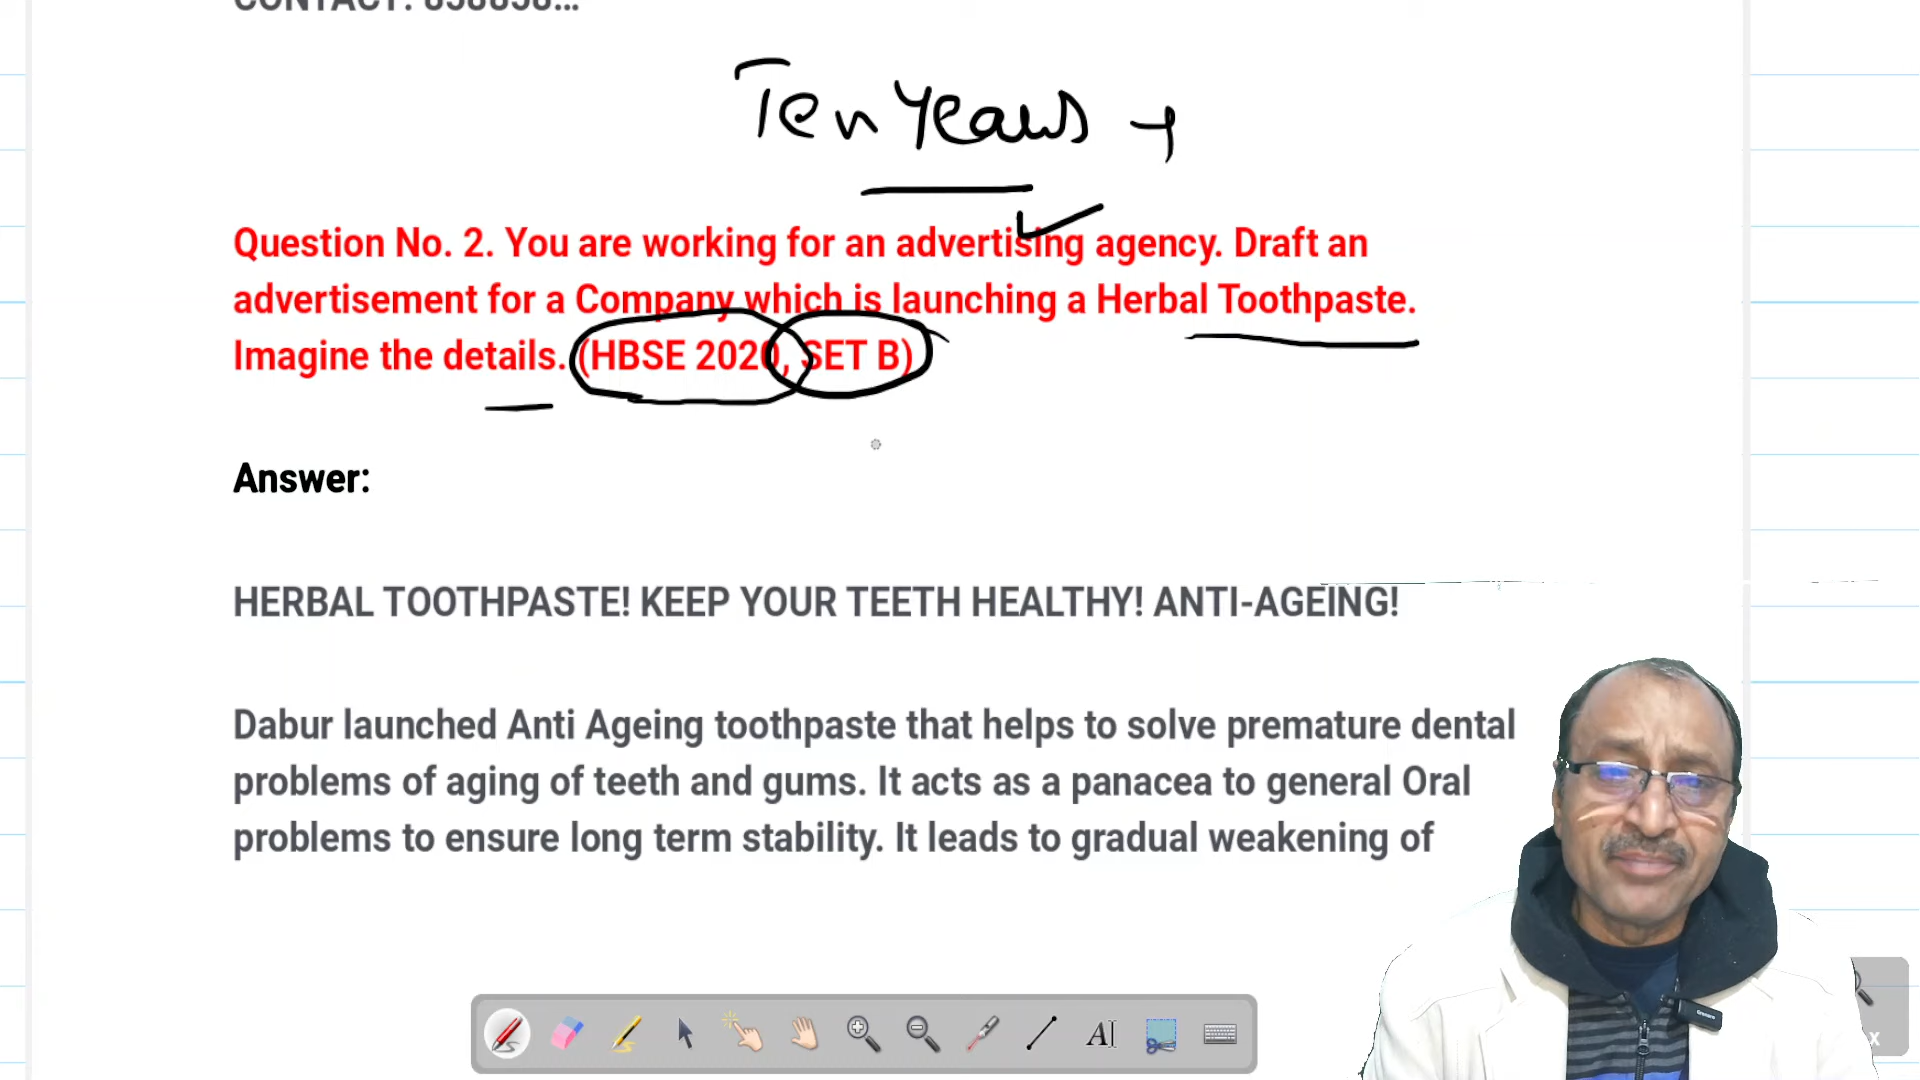 CONTACT: 858858...
Ten Years +
Question No. 2. You are working for an advertising agency. Draft an
advertisement for a Company which is launching a Herbal Toothpaste.
Imagine the details. (HBSE 2020, SET B)
Answer:
HERBAL TOOTHPASTE! KEEP YOUR TEETH HEALTHY! ANTI-AGEING!
Dabur launched Anti Ageing toothpaste that helps to solve premature dental
problems of aging of teeth and gums. It acts as a panacea to general Oral
problems to ensure long term stability. It leads to gradual weakening of